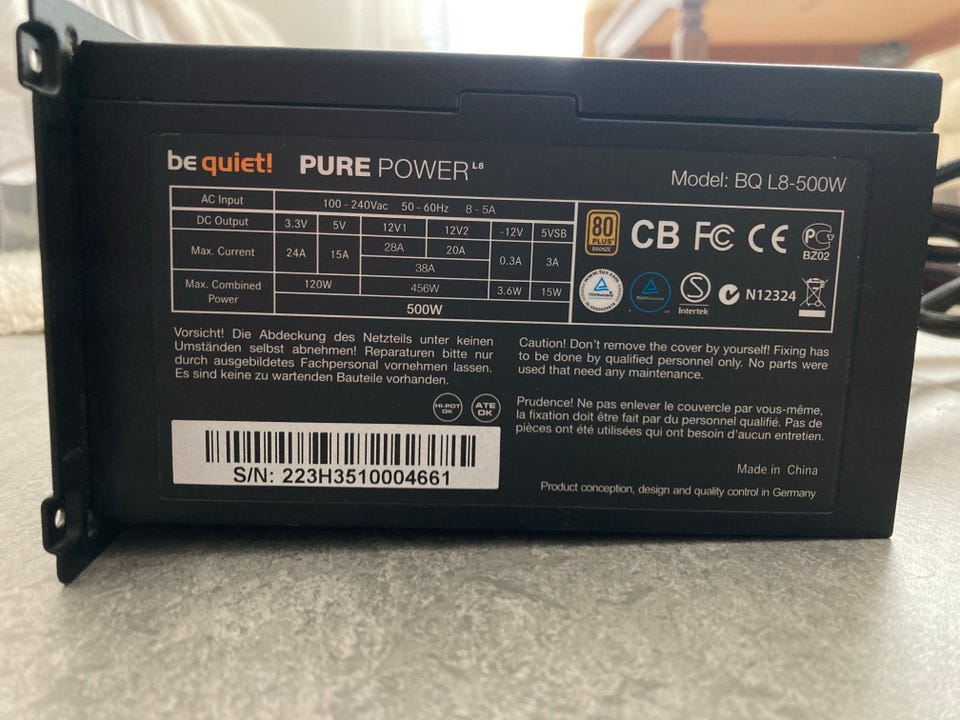 be quiet! PURE POWER L8
Model: BQ L8-500W
AC Input 100 - 240Vac 50 - 60Hz 8 - 5A
DC Output 3.3V 5V 12V1 12V2 -12V 5VSB
Max. Current 24A 15A 28A 20A 0.3A 3A
38A
Max. Combined Power 120W 456W 3.6W 15W
500W
80
PLUS
BRONZE
CB FC CE PG
BZ02
www.tuv.com
TÜVRheinland
TÜVRheinland
S
Intertek
N12324
Vorsicht! Die Abdeckung des Netzteils unter keinen
Umständen selbst abnehmen! Reparaturen bitte nur
durch ausgebildetes Fachpersonal vornehmen lassen.
Es sind keine zu wartenden Bauteile vorhanden.
Caution! Don't remove the cover by yourself! Fixing has
to be done by qualified personnel only. No parts were
used that need any maintenance.
HI-POT
OK
ATE
OK
Prudence! Ne pas enlever le couvercle par vous-même,
la fixation doit être fait par du personnel qualifié. Pas de
pièces ont été utilisées qui ont besoin d'aucun entretien.
S/N: 223H3510004661
Made in China
Product conception, design and quality control in Germany